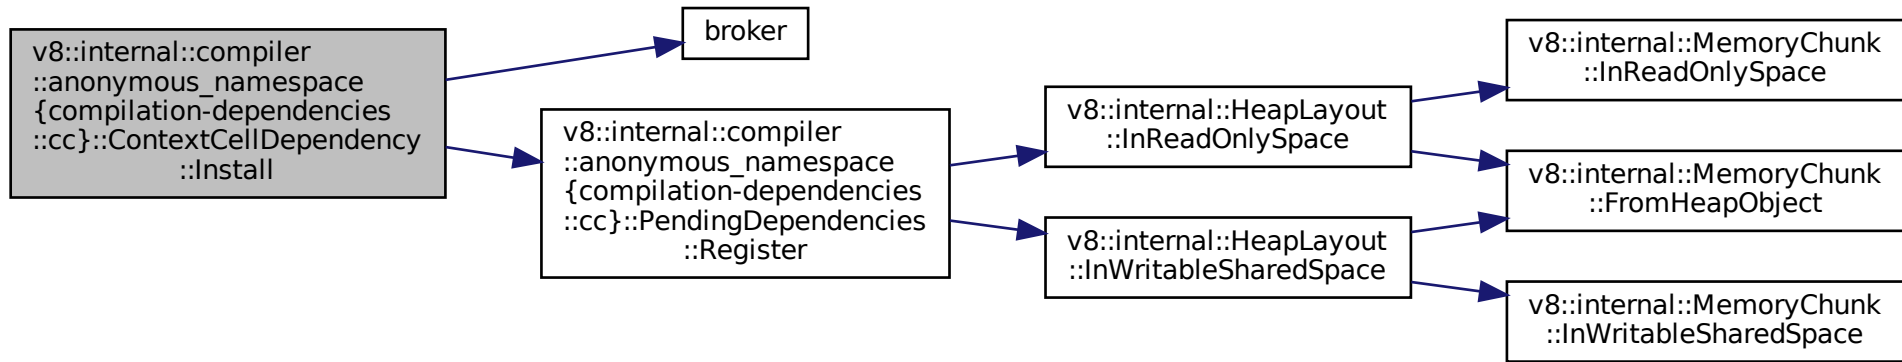 v8::internal::compiler
::anonymous_namespace
{compilation-dependencies
::cc}::ContextCellDependency
::Install
broker
v8::internal::compiler
::anonymous_namespace
{compilation-dependencies
::cc}::PendingDependencies
::Register
v8::internal::HeapLayout
::InReadOnlySpace
v8::internal::HeapLayout
::InWritableSharedSpace
v8::internal::MemoryChunk
::InReadOnlySpace
v8::internal::MemoryChunk
::FromHeapObject
v8::internal::MemoryChunk
::InWritableSharedSpace